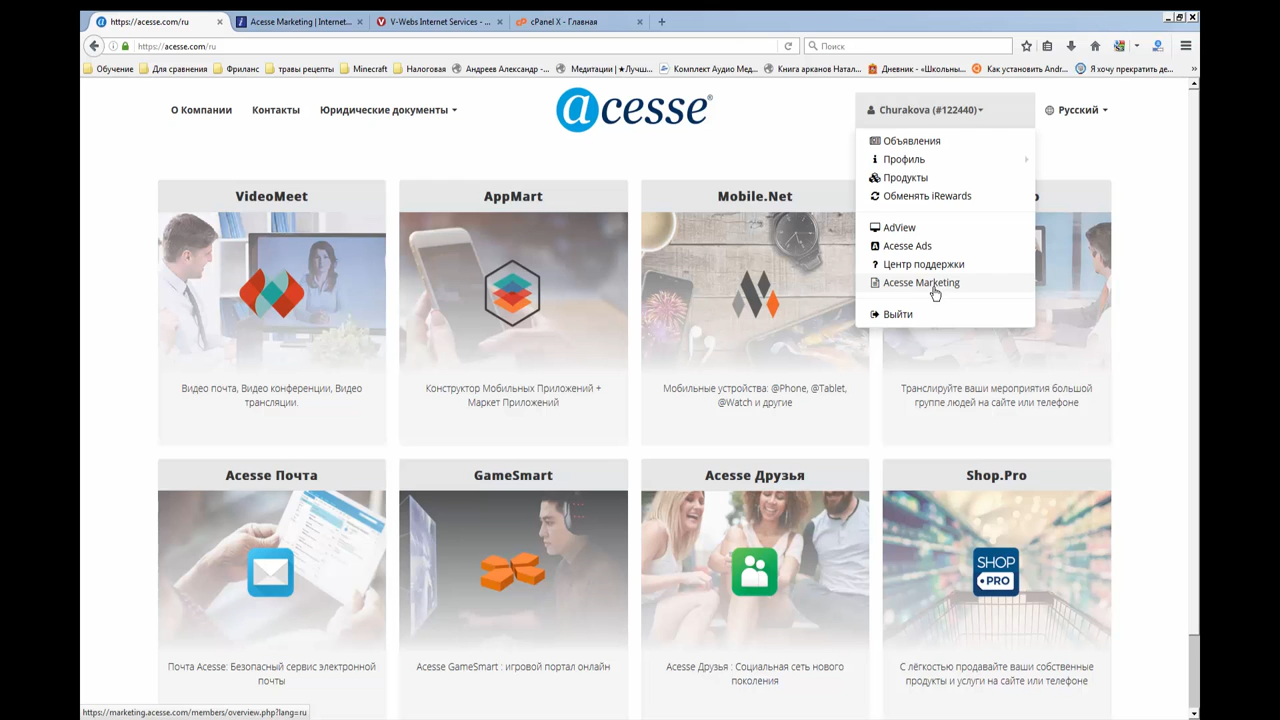 https://acesse.com/ru
Acesse Marketing | Internet...
V-Webs Internet Services - ...
cPanel X - Главная
https://acesse.com/ru
Поиск
Обучение
Для сравнения
Фриланс
травы рецепты
Minecraft
Налоговая
Андреев Александр -...
Медитации |★Лучш...
Комплект Аудио Мед...
Книга арканов Натал...
Дневник - «Школьны...
Как установить Andr...
Я хочу прекратить де...
О Компании
Контакты
Юридические документы
acesse®
Churakova (#122440)
Русский
Объявления
Профиль
Продукты
Обменять iRewards
AdView
Acesse Ads
Центр поддержки
Acesse Marketing
Выйти
VideoMeet
AppMart
Mobile.Net
o
Видео почта, Видео конференции, Видео
трансляции.
Конструктор Мобильных Приложений +
Маркет Приложений
Мобильные устройства: @Phone, @Tablet,
@Watch и другие
Транслируйте ваши мероприятия большой
группе людей на сайте или телефоне
Acesse Почта
GameSmart
Acesse Друзья
Shop.Pro
SHOP
PRO
Почта Acesse: Безопасный сервис электронной
почты
Acesse GameSmart : игровой портал онлайн
Acesse Друзья : Социальная сеть нового
поколения
С лёгкостью продавайте ваши собственные
продукты и услуги на сайте или телефоне
https://marketing.acesse.com/members/overview.php?lang=ru